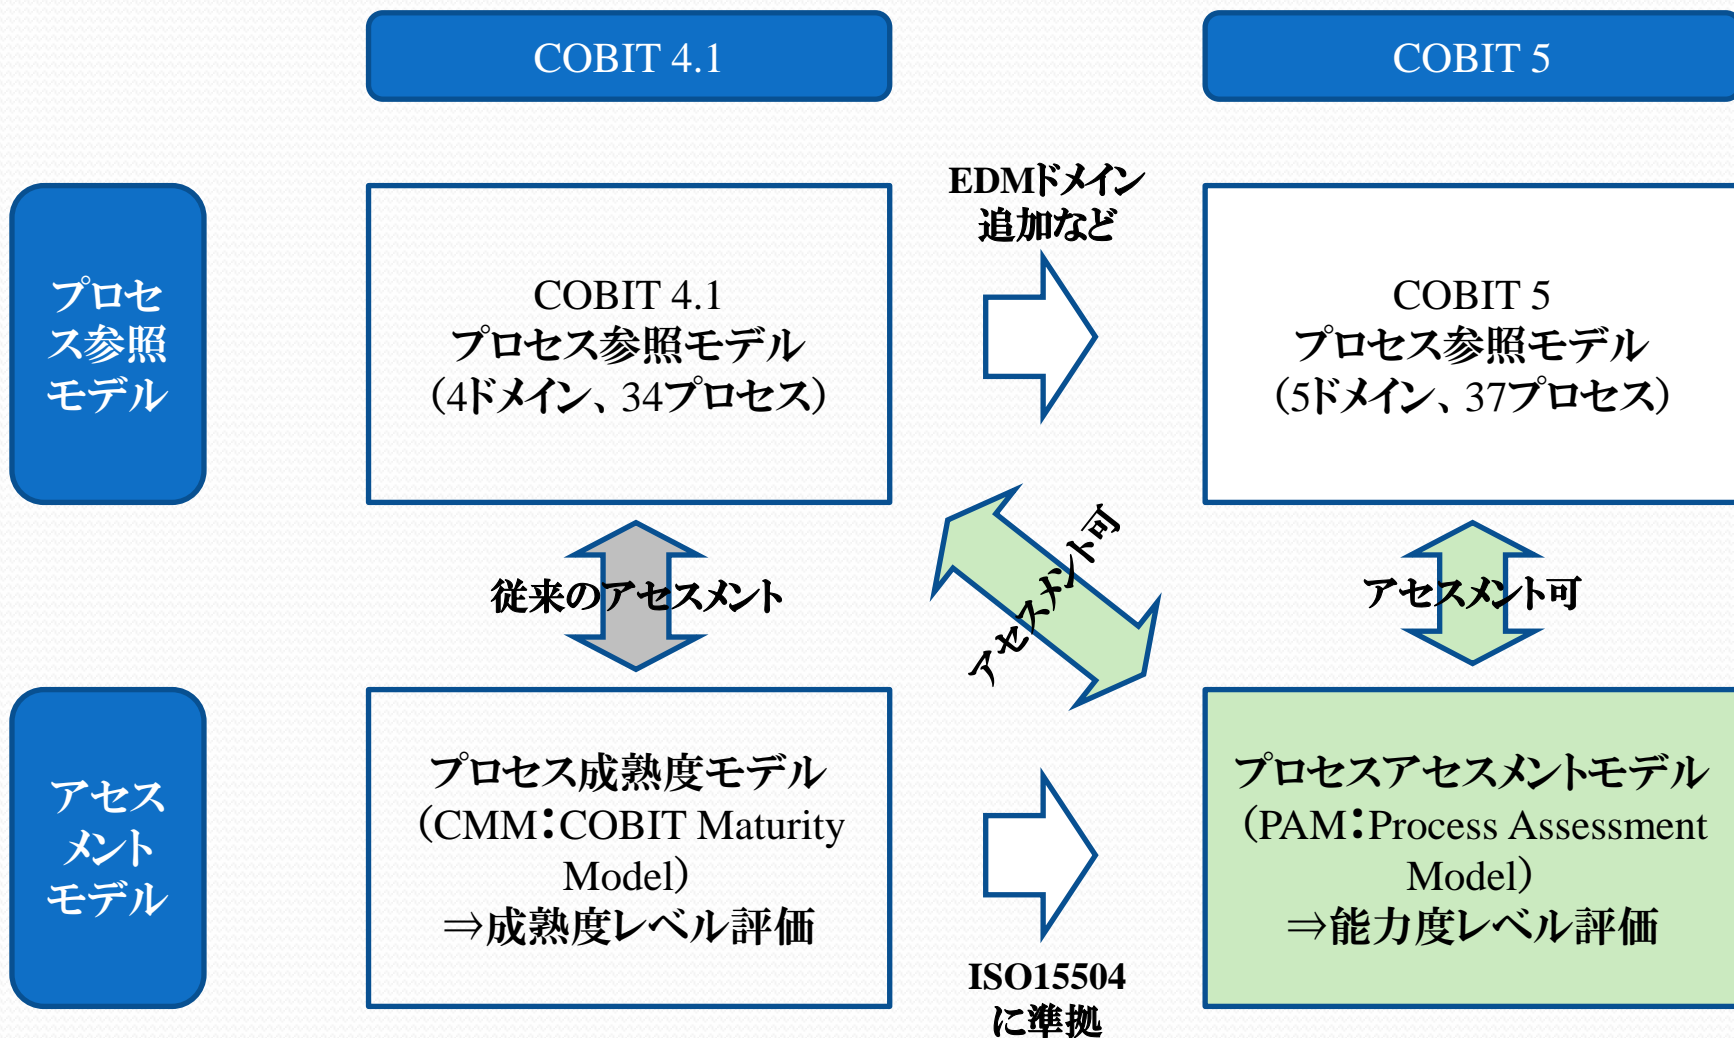 COBIT 4.1
COBIT 5
プロセ
ス参照
モデル
COBIT 4.1
プロセス参照モデル
（4ドメイン、34プロセス）
EDMドメイン
追加など
COBIT 5
プロセス参照モデル
（5ドメイン、37プロセス）
従来のアセスメント
アセスメント可
アセスメント可
アセス
メント
モデル
プロセス成熟度モデル
（CMM：COBIT Maturity
Model）
⇒成熟度レベル評価
ISO15504
に準拠
プロセスアセスメントモデル
（PAM：Process Assessment
Model）
⇒能力度レベル評価